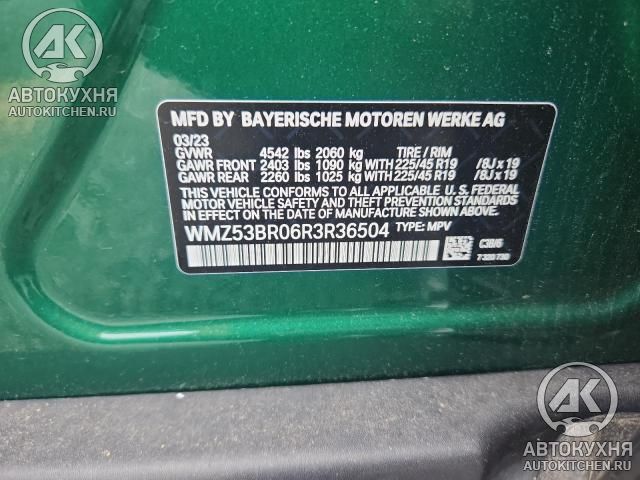 AK
АВТОКУХНЯ
AUTOKITCHEN.RU
AK
MFD BY BAYERISCHE MOTOREN WERKE AG
03/23
GVWR 4542 lbs 2060 kg TIRE / RIM
GAWR FRONT 2403 lbs 1090 kg WITH 225/45 R19 /8J x 19
GAWR REAR 2260 lbs 1025 kg WITH 225/45 R19 /8J x 19
THIS VEHICLE CONFORMS TO ALL APPLICABLE U. S. FEDERAL
MOTOR VEHICLE SAFETY AND THEFT PREVENTION STANDARDS IN
EFFECT ON THE DATE OF MANUFACTURE SHOWN ABOVE.
WMZ53BR06R3R36504 TYPE: MPV
AK
АВТОКУХНЯ
AUTOKITCHEN.RU